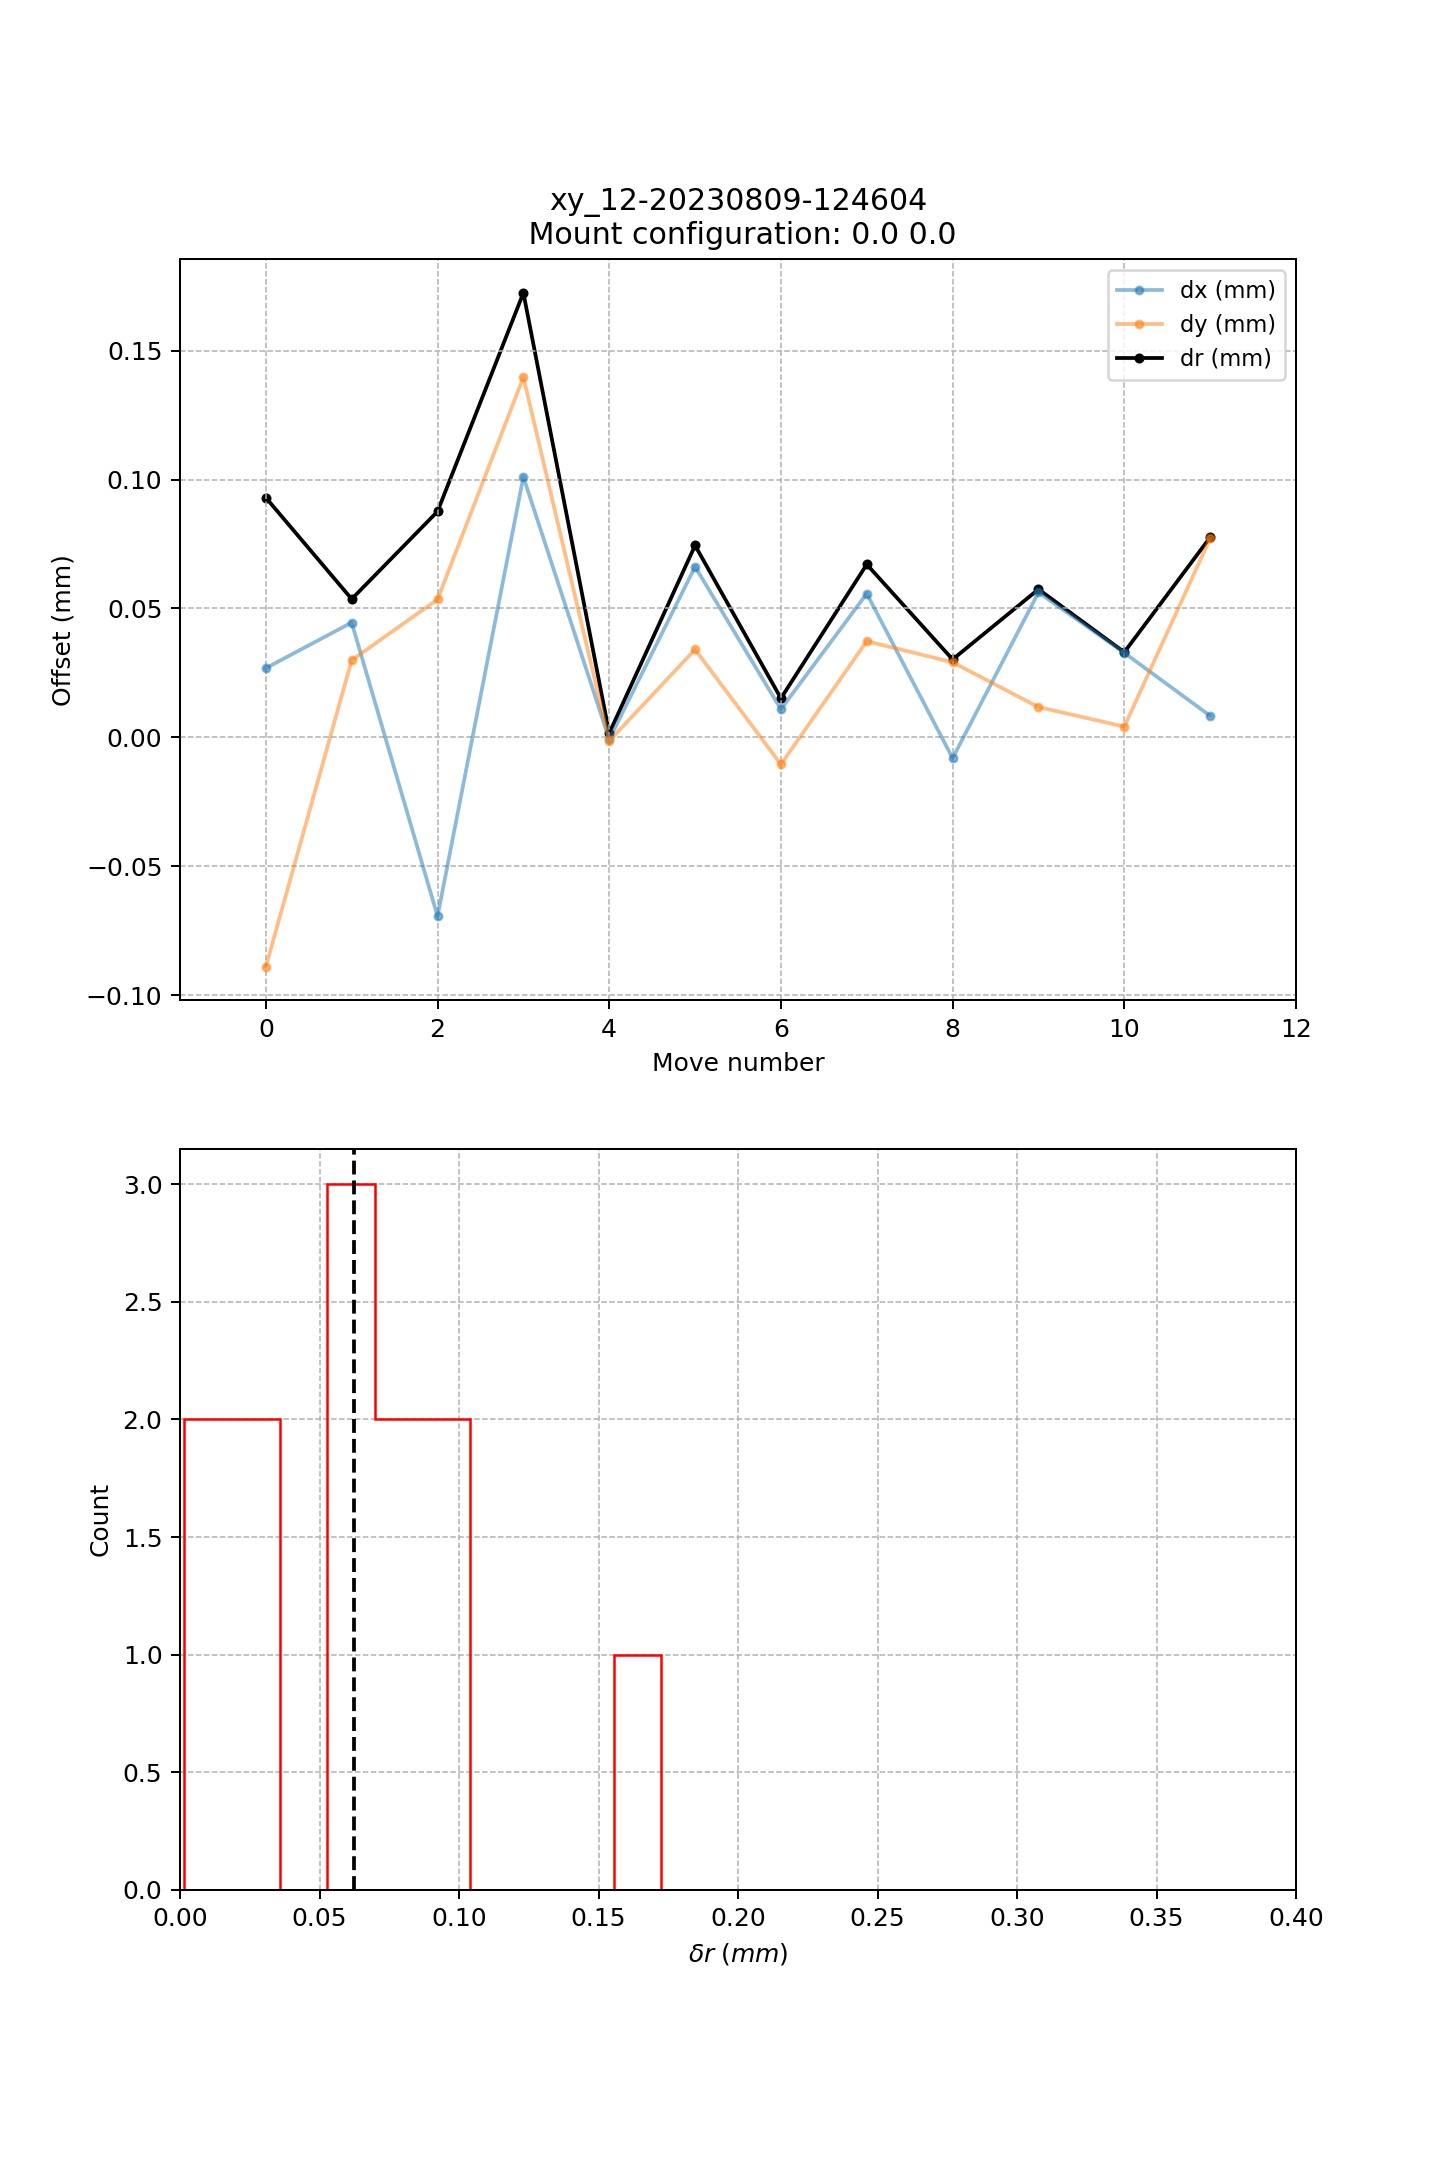 xy_12-20230809-124604
Mount configuration: 0.0 0.0
dx (mm)
dy (mm)
dr (mm)
0.15
0.10
0.05
0.00
−0.05
−0.10
Offset (mm)
0 2 4 6 8 10 12
Move number
3.0
2.5
2.0
1.5
1.0
0.5
0.0
Count
0.00 0.05 0.10 0.15 0.20 0.25 0.30 0.35 0.40
δr (mm)